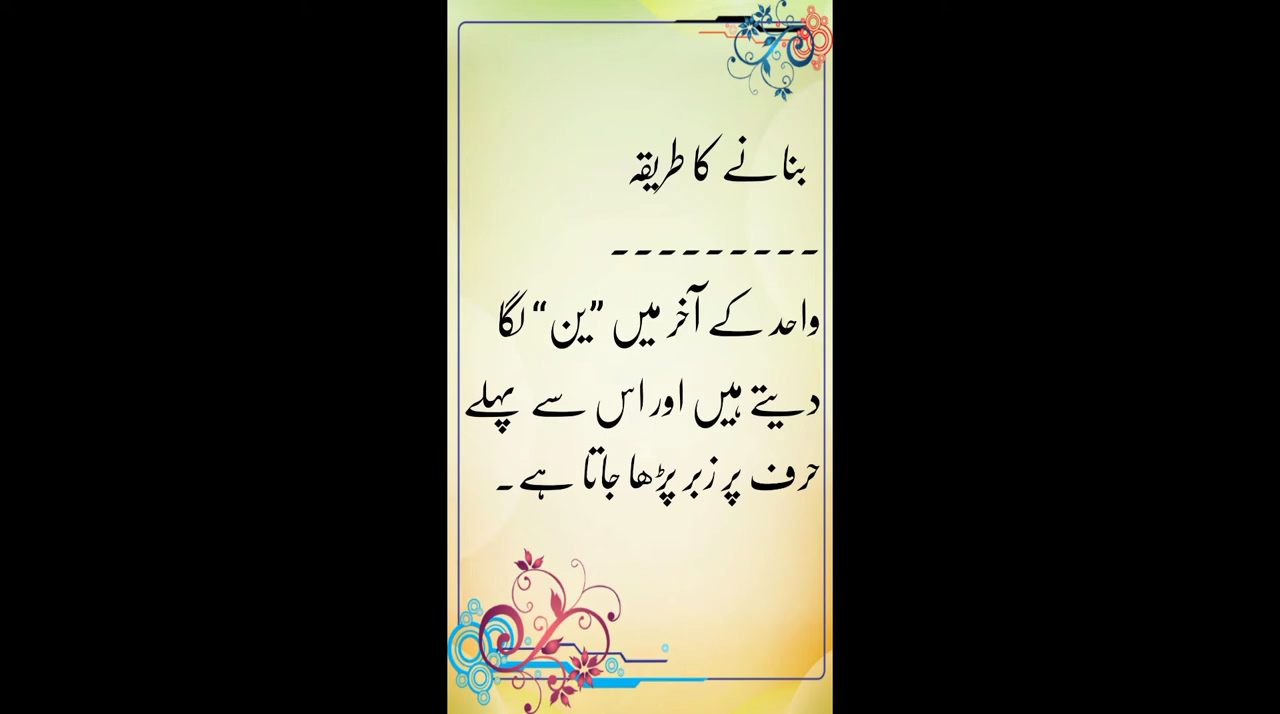 بنانے کا طریقہ
---------
واحد کے آخر میں ”ین“ لگا
دیتے ہیں اور اس سے پہلے
حرف پر زبر پڑھا جاتا ہے۔